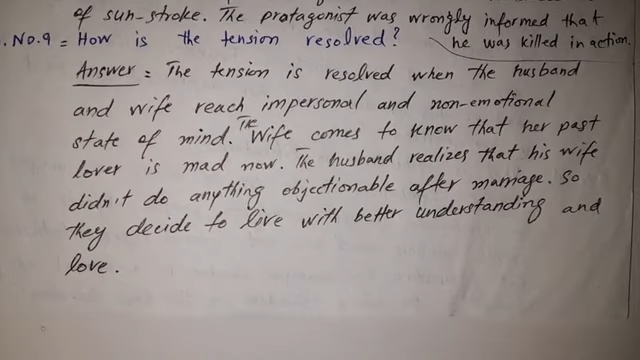 of sun-stroke. The protagonist was wrongly informed that
he was killed in action.
. No. 9 = How is the tension resolved?
Answer = The tension is resolved when the husband
and wife reach impersonal and non-emotional
state of mind. The Wife comes to know that her past
lover is mad now. The husband realizes that his wife
didn't do anything objectionable after marriage. So
they decide to live with better understanding and
love.